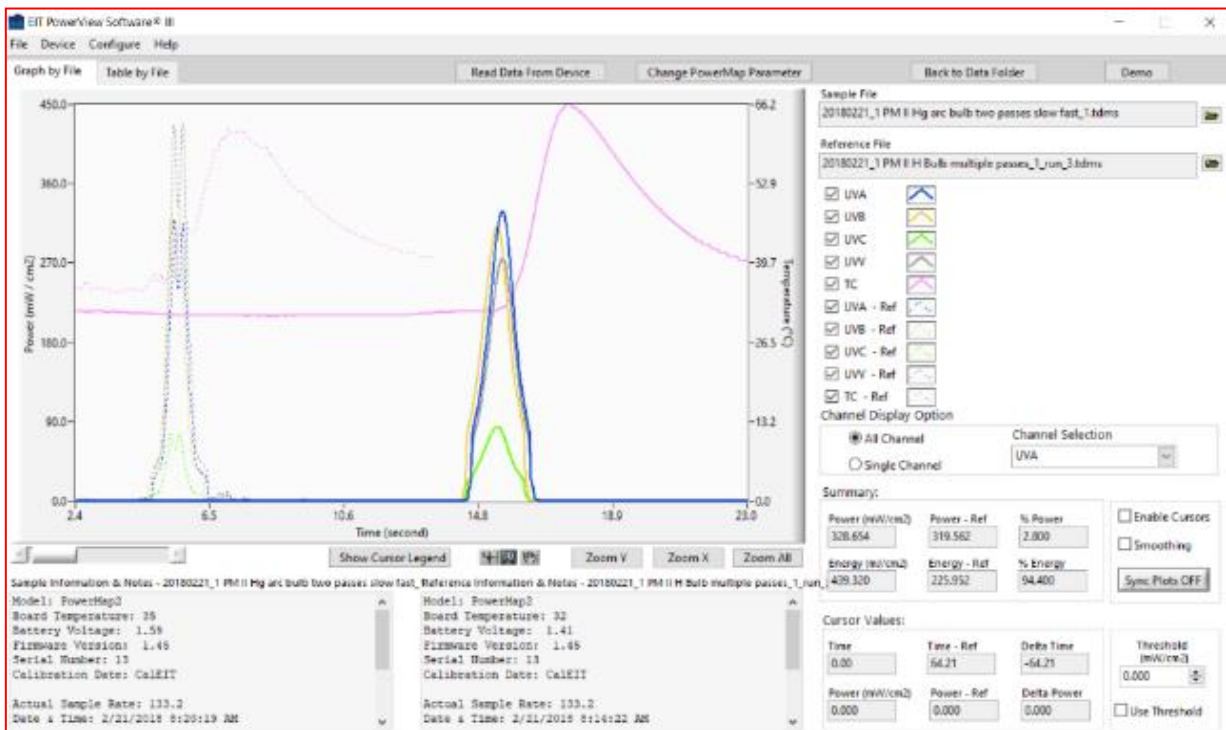 EIT PowerView Software® III
File Device Configure Help
Graph by File Table by File Read Data From Device Change PowerMap Parameter Back to Data Folder Demo
450.0
360.0
270.0
180.0
90.0
0.0
Power (mW / cm2)
66.2
52.9
39.7
26.5
13.2
0.0
Temperature (°C)
2.4 6.5 10.6 14.8 18.9 23.0
Time (second)
Show Cursor Legend Zoom Y Zoom X Zoom All
Sample File
20180221_1 PM II Hg arc bulb two passes slow fast_1.tdms
Reference File
20180221_1 PM II H Bulb multiple passes_1_run_3.tdms
UVA
UVB
UVC
UVV
TC
UVA - Ref
UVB - Ref
UVC - Ref
UVV - Ref
TC - Ref
Channel Display Option
All Channel
Single Channel
Channel Selection
UVA
Summary:
Power (mW/cm2) Power - Ref % Power
328.654 319.562 2.800
Energy (mJ/cm2) Energy - Ref % Energy
439.320 225.952 94.400
Enable Cursors
Smoothing
Sync Plots OFF
Sample Information & Notes - 20180221_1 PM II Hg arc bulb two passes slow fast_
Model: PowerMap2
Board Temperature: 35
Battery Voltage: 1.59
Firmware Version: 1.45
Serial Number: 13
Calibration Date: CalEIT
Actual Sample Rate: 133.2
Date & Time: 2/21/2018 8:20:19 AM
Reference Information & Notes - 20180221_1 PM II H Bulb multiple passes_1_run_
Model: PowerMap2
Board Temperature: 32
Battery Voltage: 1.41
Firmware Version: 1.45
Serial Number: 13
Calibration Date: CalEIT
Actual Sample Rate: 133.2
Date & Time: 2/21/2018 8:14:22 AM
Cursor Values:
Time Time - Ref Delta Time
0.00 64.21 -64.21
Power (mW/cm2) Power - Ref Delta Power
0.000 0.000 0.000
Threshold
(mW/cm2)
0.000
Use Threshold